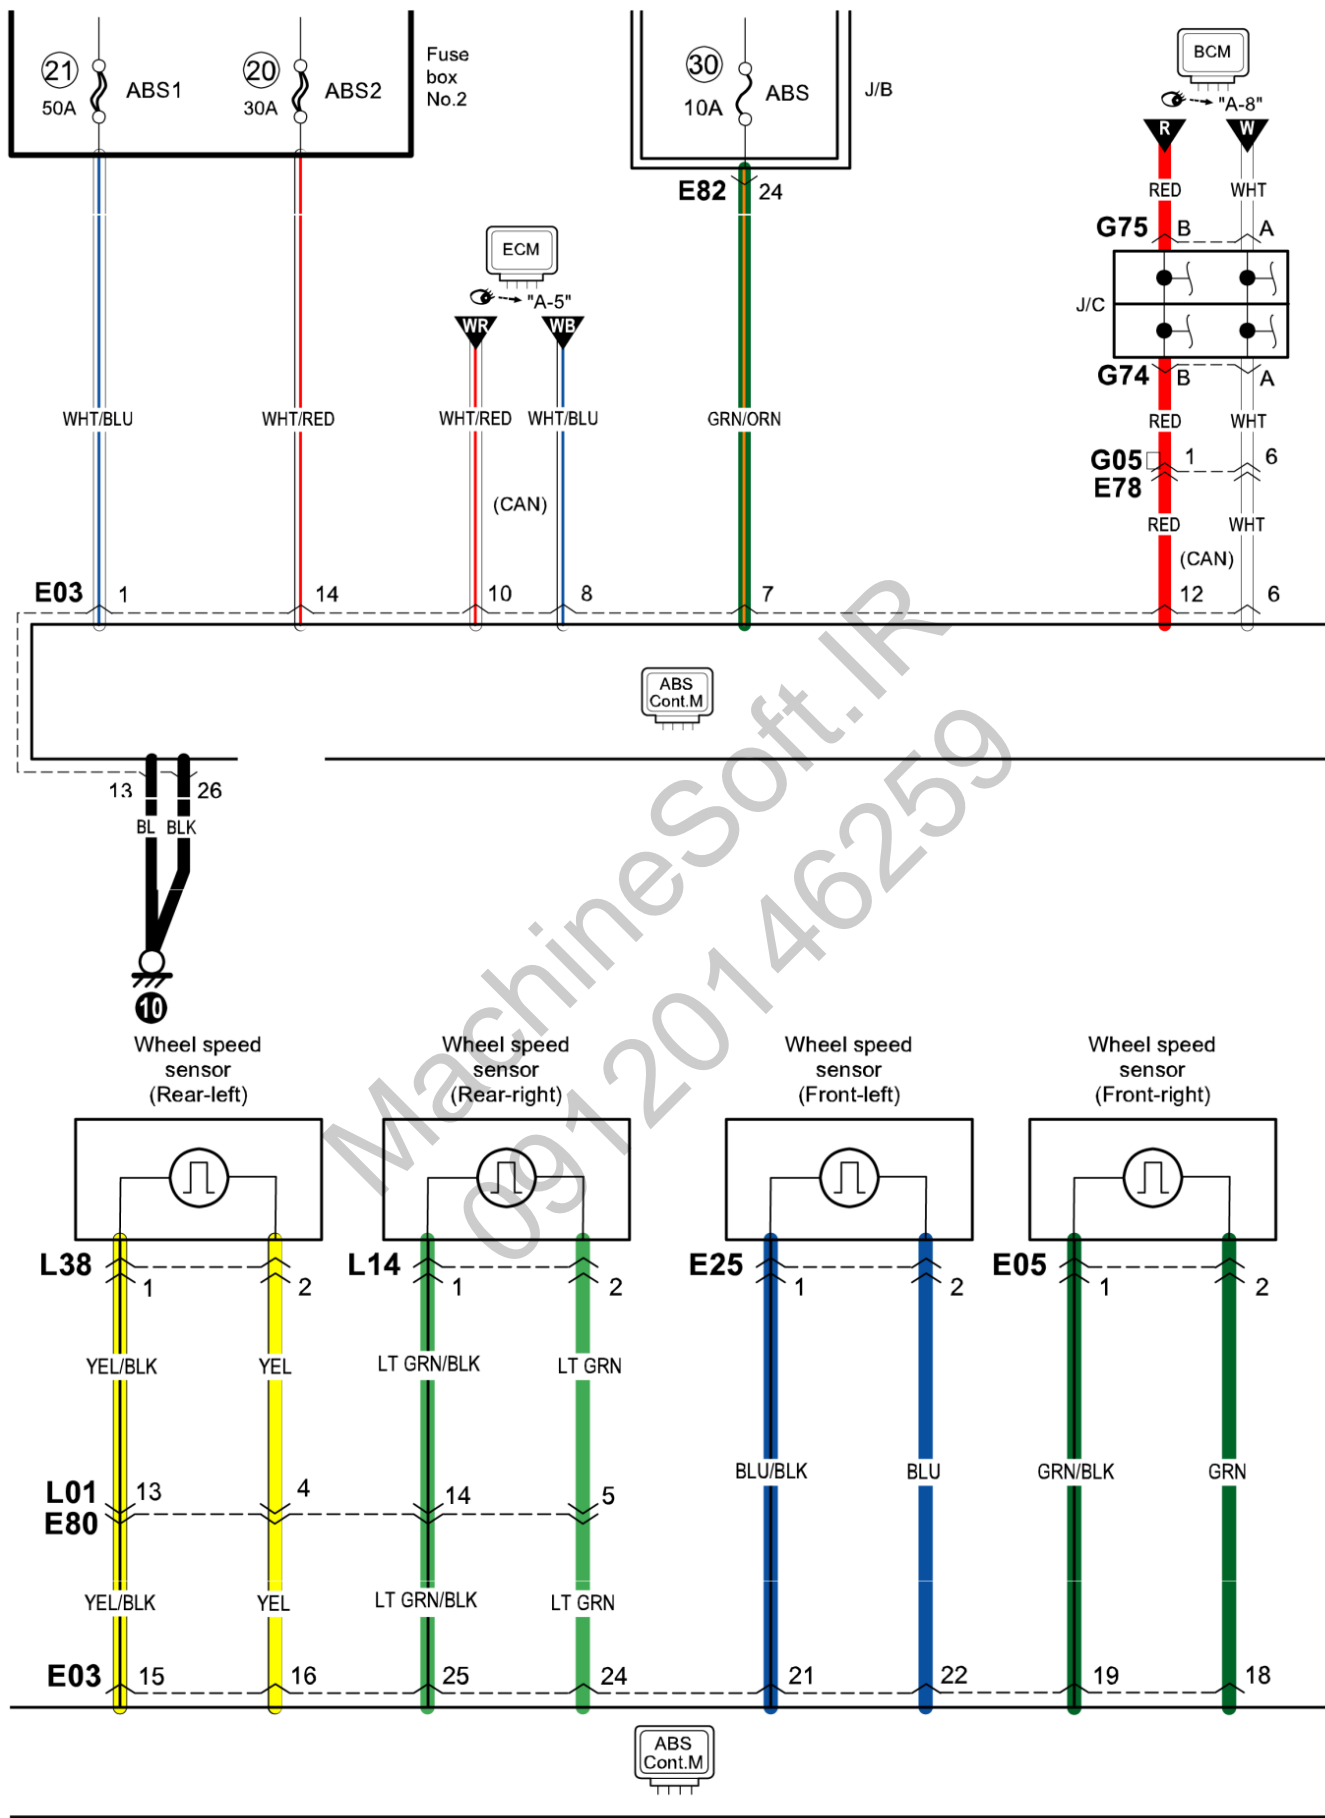 21
50A
ABS1
20
30A
ABS2
Fuse
box
No.2
30
10A
ABS
J/B
BCM
"A-8"
R
W
E82
24
RED
WHT
G75
B
A
ECM
"A-5"
WR
WB
J/C
G74
B
A
WHT/BLU
WHT/RED
WHT/RED
WHT/BLU
GRN/ORN
RED
WHT
G05
1
6
E78
(CAN)
RED
WHT
(CAN)
E03
1
14
10
8
7
12
6
ABS
Cont.M
13
26
BL
BLK
10
MachineSoft.IR
09120146259
Wheel speed
sensor
(Rear-left)
Wheel speed
sensor
(Rear-right)
Wheel speed
sensor
(Front-left)
Wheel speed
sensor
(Front-right)
L38
1
2
L14
1
2
E25
1
2
E05
1
2
YEL/BLK
YEL
LT GRN/BLK
LT GRN
BLU/BLK
BLU
GRN/BLK
GRN
L01
13
4
14
5
E80
YEL/BLK
YEL
LT GRN/BLK
LT GRN
E03
15
16
25
24
21
22
19
18
ABS
Cont.M